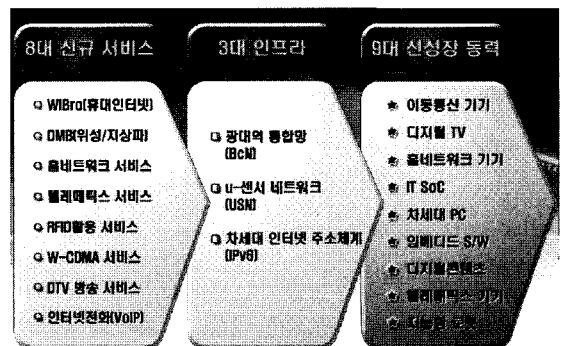 8대 신규 서비스
WiBro(휴대인터넷)
DMB(위성/지상파)
홈네트워크 서비스
텔레매틱스 서비스
RFID활용 서비스
W-CDMA 서비스
DTV 방송 서비스
인터넷전화(VoIP)
3대 인프라
광대역 통합망
(BcN)
u-센서 네트워크
(USN)
차세대 인터넷 주소체계
(IPv6)
9대 신성장 동력
이동통신 기기
디지털 TV
홈네트워크 기기
IT SoC
차세대 PC
임베디드 S/W
디지털콘텐츠
텔레매틱스 기기
지능형 로봇